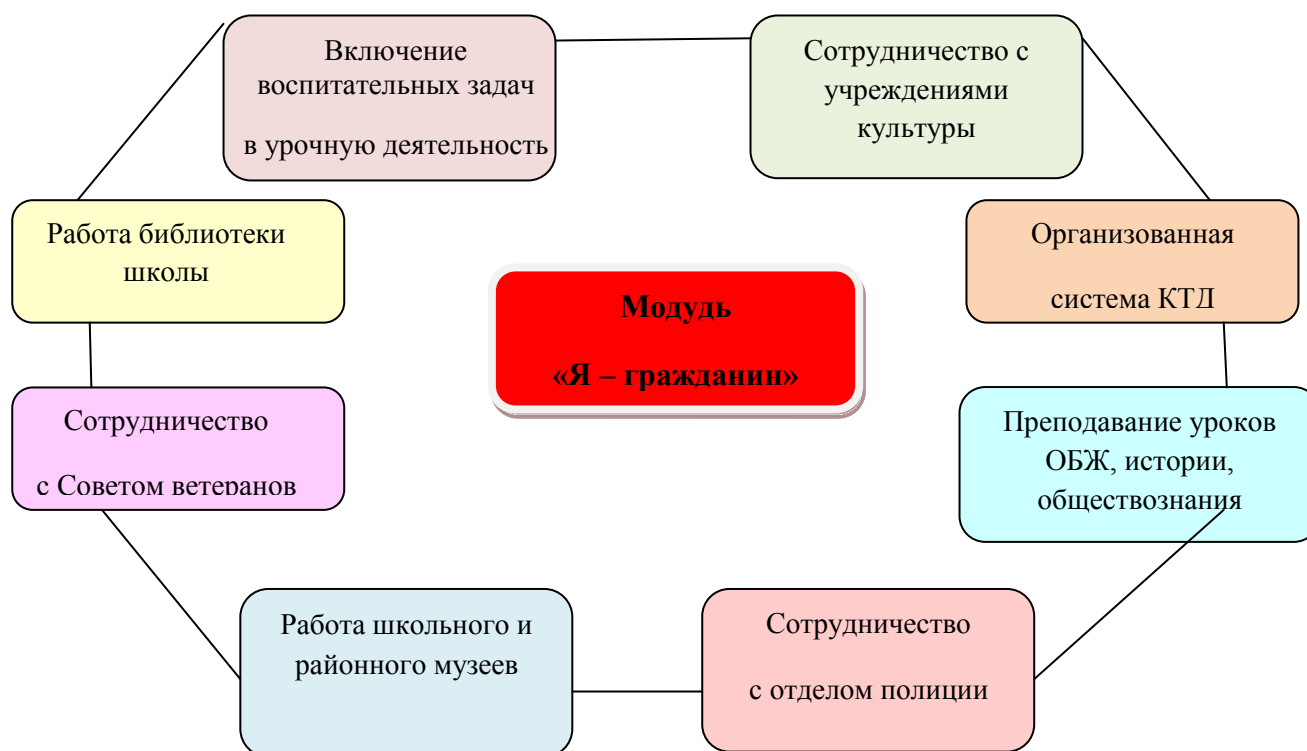 Включение
воспитательных задач
в урочную деятельность
Сотрудничество с
учреждениями
культуры
Работа библиотеки
школы
Организованная
система КТД
Модудь
«Я – гражданин»
Сотрудничество
с Советом ветеранов
Преподавание уроков
ОБЖ, истории,
обществознания
Работа школьного и
районного музеев
Сотрудничество
с отделом полиции